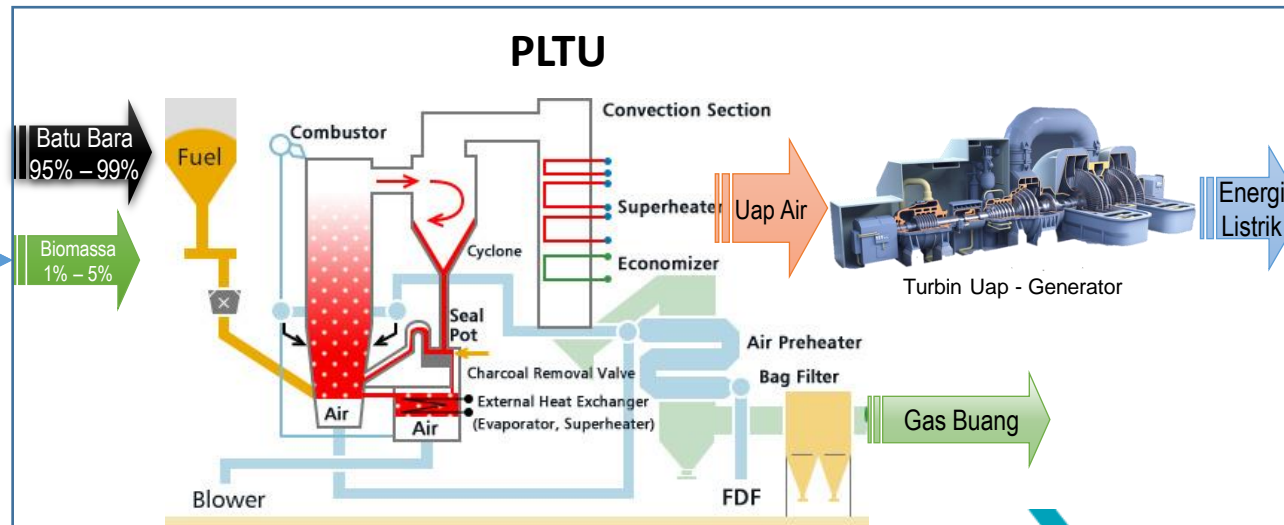 PLTU
Batu Bara
95% – 99%
Biomassa
1% – 5%
Fuel
Combustor
Cyclone
Seal
Pot
Charcoal Removal Valve
External Heat Exchanger
(Evaporator, Superheater)
Air
Air
Blower
Convection Section
Superheater
Economizer
Air Preheater
Bag Filter
FDF
Uap Air
Turbin Uap - Generator
Energi
Listrik
Gas Buang